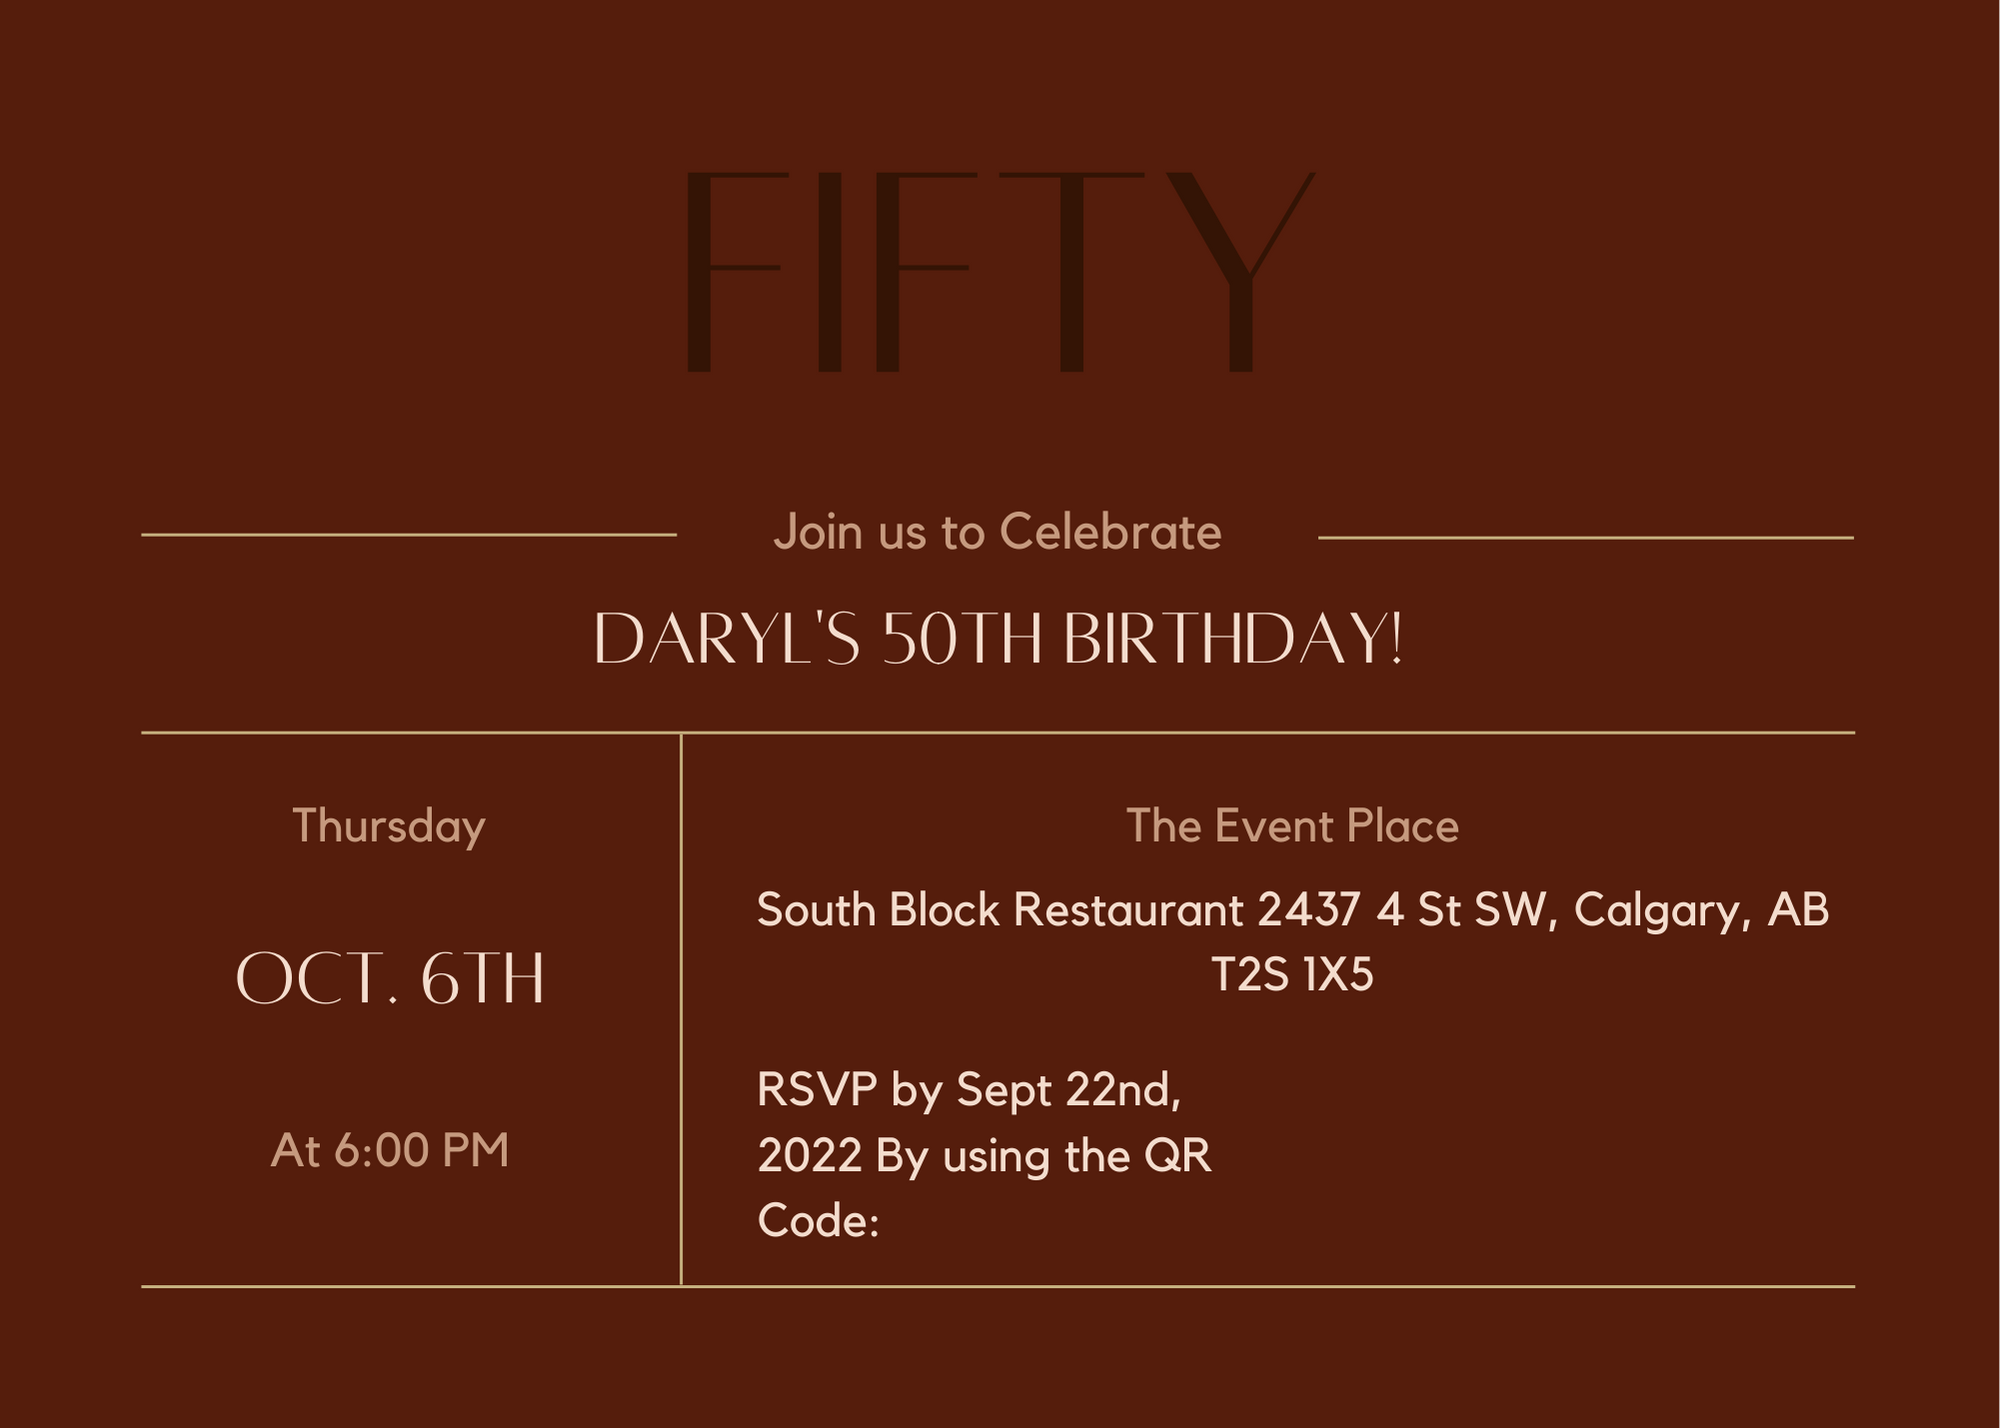 FIFTY
Join us to Celebrate
DARYL'S 50TH BIRTHDAY!
Thursday
OCT. 6TH
At 6:00 PM
The Event Place
South Block Restaurant 2437 4 St SW, Calgary, AB
T2S 1X5
RSVP by Sept 22nd,
2022 By using the QR
Code: